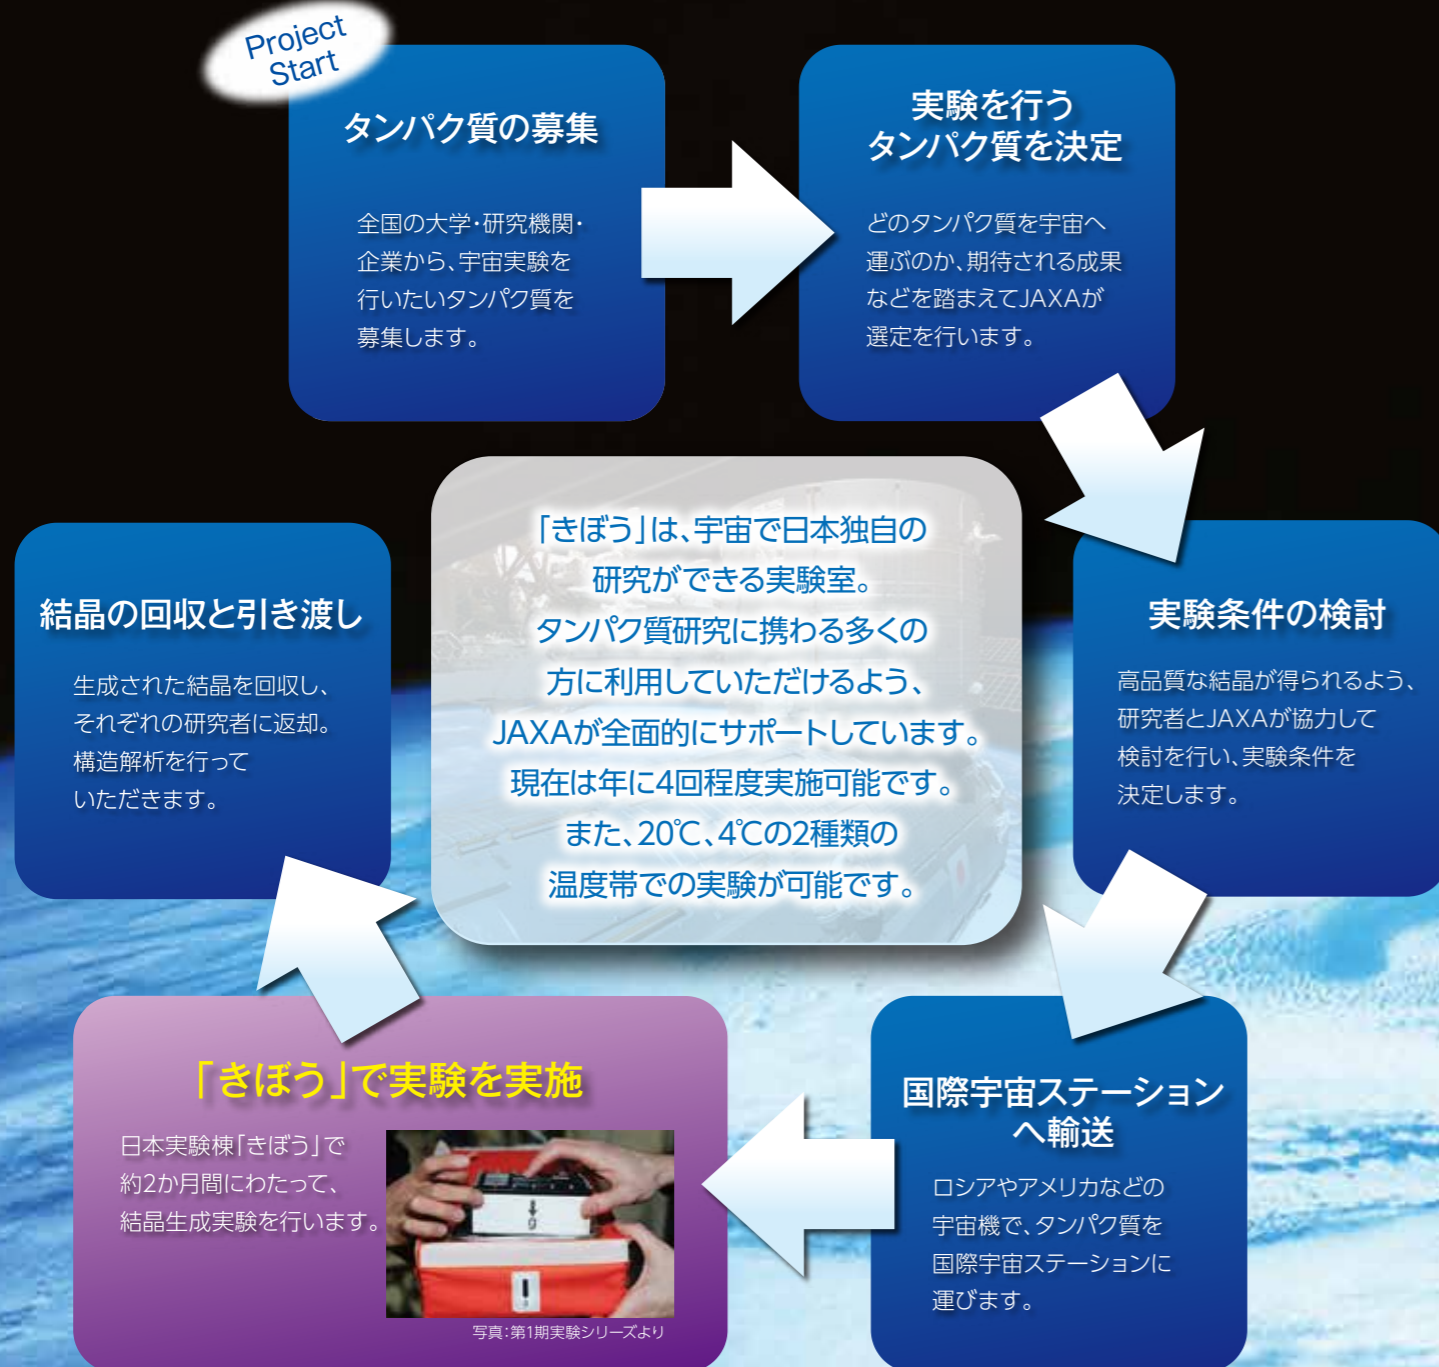 Project
Start
タンパク質の募集
全国の大学・研究機関・
企業から、宇宙実験を
行いたいタンパク質を
募集します。
実験を行う
タンパク質を決定
どのタンパク質を宇宙へ
運ぶのか、期待される成果
などを踏まえてJAXAが
選定を行います。
実験条件の検討
高品質な結晶が得られるよう、
研究者とJAXAが協力して
検討を行い、実験条件を
決定します。
国際宇宙ステーション
へ輸送
ロシアやアメリカなどの
宇宙機で、タンパク質を
国際宇宙ステーションに
運びます。
「きぼう」で実験を実施
日本実験棟「きぼう」で
約2か月間にわたって、
結晶生成実験を行います。
写真：第1期実験シリーズより
結晶の回収と引き渡し
生成された結晶を回収し、
それぞれの研究者に返却。
構造解析を行って
いただきます。
「きぼう」は、宇宙で日本独自の
研究ができる実験室。
タンパク質研究に携わる多くの
方に利用していただけるよう、
JAXAが全面的にサポートしています。
現在は年に4回程度実施可能です。
また、20℃、4℃の2種類の
温度帯での実験が可能です。